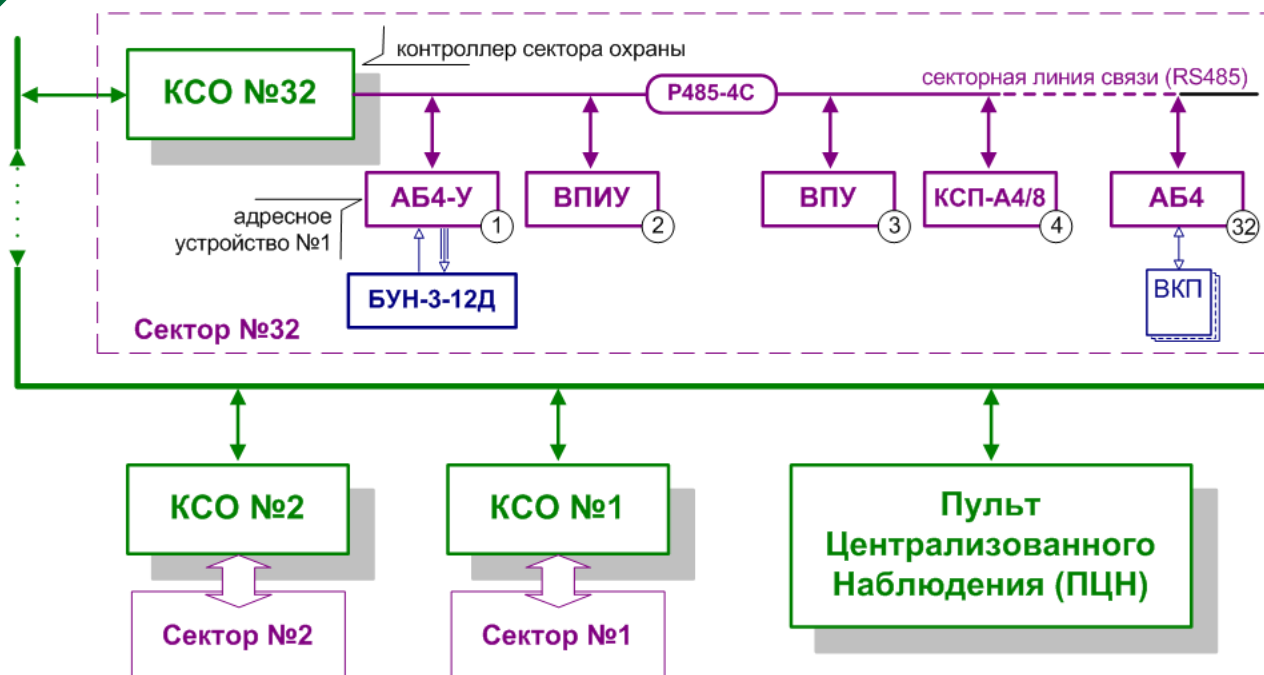 контроллер сектора охраны
КСО №32
Р485-4С
секторная линия связи (RS485)
АБ4-У
1
ВПИУ
2
ВПУ
3
КСП-А4/8
4
АБ4
32
адресное
устройство №1
БУН-3-12Д
ВКП
Сектор №32
КСО №2
КСО №1
Пульт
Централизованного
Наблюдения (ПЦН)
Сектор №2
Сектор №1